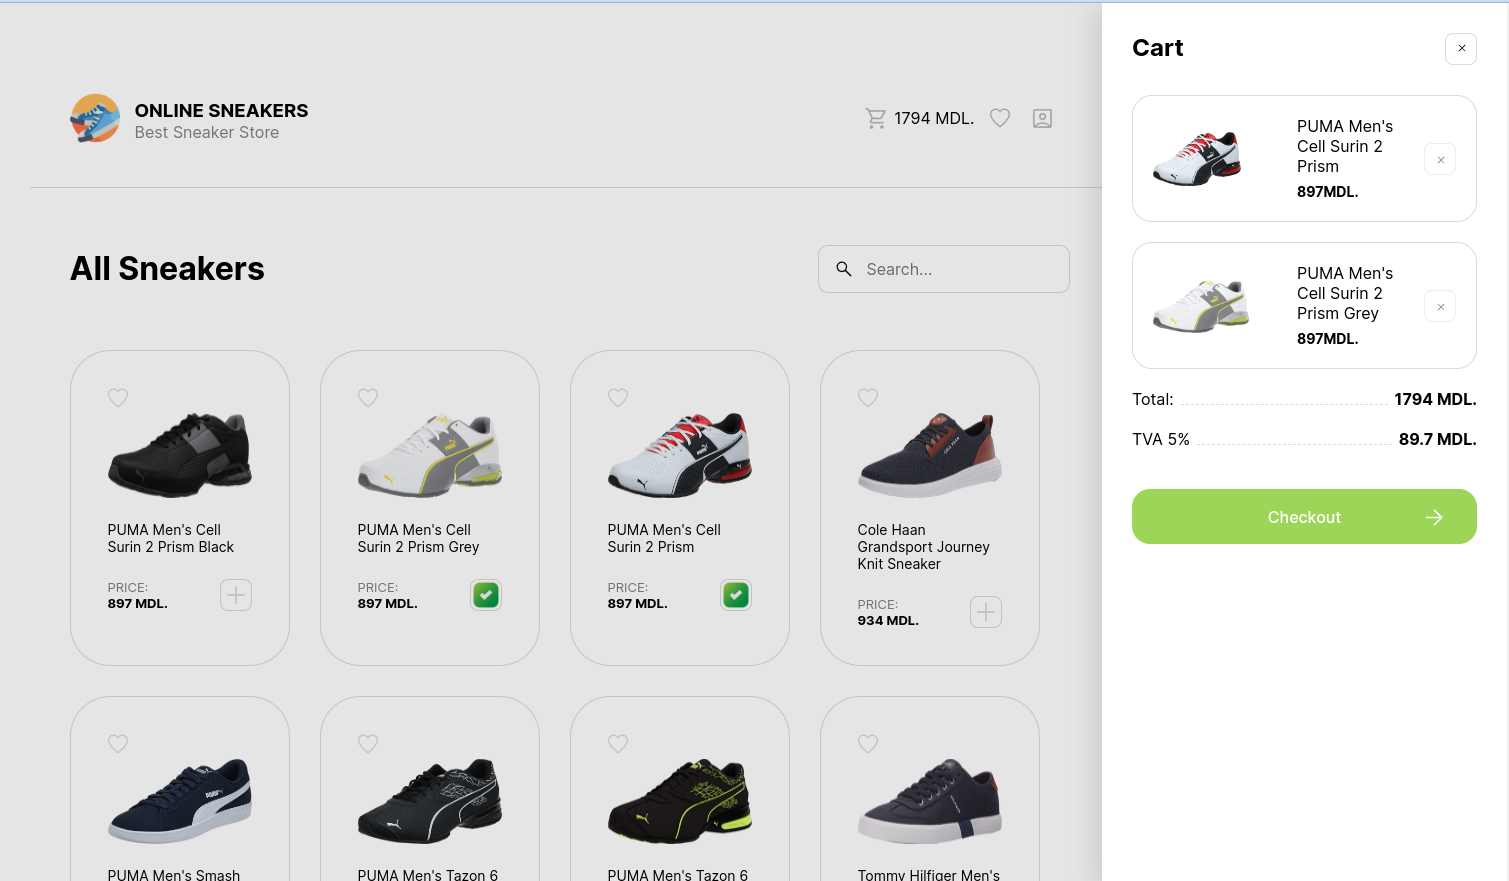 ONLINE SNEAKERS
Best Sneaker Store
1794 MDL.
All Sneakers
Search...
PUMA Men's Cell
Surin 2 Prism Black
PRICE:
897 MDL.
PUMA Men's Cell
Surin 2 Prism Grey
PRICE:
897 MDL.
PUMA Men's Cell
Surin 2 Prism
PRICE:
897 MDL.
Cole Haan
Grandsport Journey
Knit Sneaker
PRICE:
934 MDL.
PUMA Men's Smash
PUMA Men's Tazon 6
PUMA Men's Tazon 6
Tommy Hilfiger Men's
Cart
PUMA Men's
Cell Surin 2
Prism
897MDL.
PUMA Men's
Cell Surin 2
Prism Grey
897MDL.
Total: 1794 MDL.
TVA 5% 89.7 MDL.
Checkout